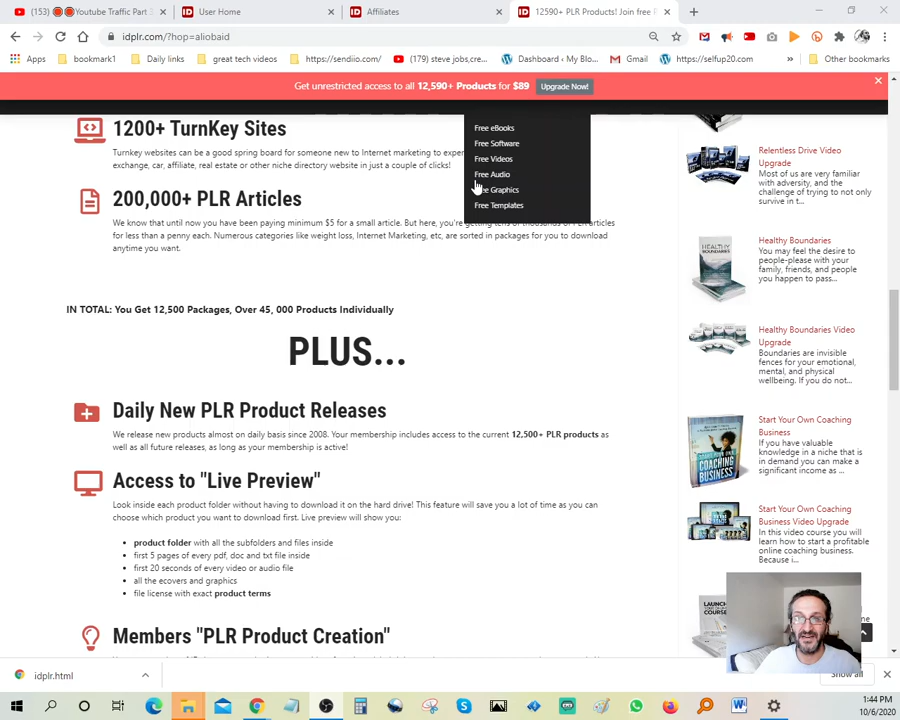 (153) 🔴🔴Youtube Traffic Part 3
User Home
Affiliates
12590+ PLR Products! Join free
idplr.com/?hop=aliobaid
Apps
bookmark1
Daily links
great tech videos
https://sendiio.com/
(179) steve jobs,cre...
Dashboard ‹ My Blo...
Gmail
https://selfup20.com
»
Other bookmarks
Get unrestricted access to all 12,590+ Products for $89
Upgrade Now!
Free eBooks
Free Software
Free Videos
Free Audio
Graphics
Free Templates
1200+ TurnKey Sites
Turnkey websites can be a good spring board for someone new to Internet marketing to
exchange, car, affiliate, real estate or other niche directory website in just a couple of clicks!
200,000+ PLR Articles
We know that until now you have been paying minimum $5 for a small article. But here, you're getting tens of thousands of PLR articles
for less than a penny each. Numerous categories like weight loss, Internet Marketing, etc, are sorted in packages for you to download
anytime you want.
IN TOTAL: You Get 12,500 Packages, Over 45, 000 Products Individually
PLUS...
Daily New PLR Product Releases
We release new products almost on daily basis since 2008. Your membership includes access to the current 12,500+ PLR products as
well as all future releases, as long as your membership is active!
Access to "Live Preview"
Look inside each product folder without having to download it on the hard drive! This feature will save you a lot of time as you can
choose which product you want to download first. Live preview will show you:
• product folder with all the subfolders and files inside
• first 5 pages of every pdf, doc and txt file inside
• first 20 seconds of every video or audio file
• all the ecovers and graphics
• file license with exact product terms
Members "PLR Product Creation"
Relentless Drive Video
Upgrade
Most of us are very familiar
with adversity, and the
challenge of trying to not only
survive in t...
Healthy Boundaries
You may feel the desire to
people-please with your
family, friends, and people
you happen to pass...
HEALTHY
BOUNDARIES
Healthy Boundaries Video
Upgrade
Boundaries are invisible
fences for your emotional,
mental, and physical
wellbeing. If you do not...
Start Your Own Coaching
Business
If you have valuable
knowledge in a niche that is
in demand you can make a
significant income as ...
START YOUR OWN
COACHING
BUSINESS
Start Your Own Coaching
Business Video Upgrade
In this video course you will
learn how to start a profitable
online coaching business.
Because i...
LAUNCH
idplr.html
Show all
1:44 PM
10/6/2020